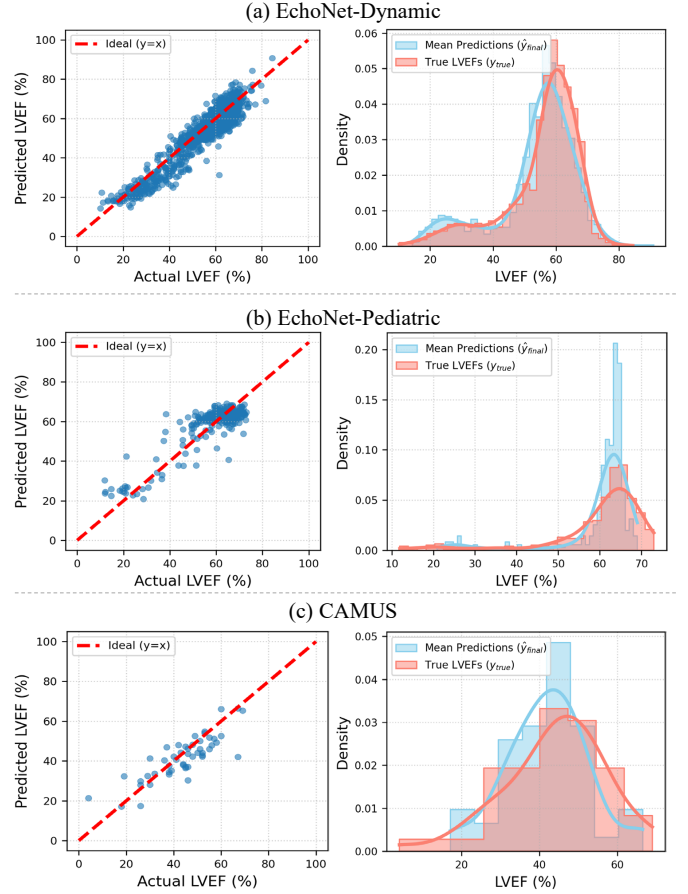 (a) EchoNet-Dynamic
Predicted LVEF (%)
100
80
60
40
20
0
Ideal (y=x)
0 20 40 60 80 100
Actual LVEF (%)
Density
0.06
0.05
0.04
0.03
0.02
0.01
0.00
Mean Predictions (ŷfinal)
True LVEFs (ytrue)
20 40 60 80
LVEF (%)
(b) EchoNet-Pediatric
Predicted LVEF (%)
100
80
60
40
20
0
Ideal (y=x)
0 20 40 60 80 100
Actual LVEF (%)
Density
0.20
0.15
0.10
0.05
0.00
Mean Predictions (ŷfinal)
True LVEFs (ytrue)
10 20 30 40 50 60 70
LVEF (%)
(c) CAMUS
Predicted LVEF (%)
100
80
60
40
20
0
Ideal (y=x)
0 20 40 60 80 100
Actual LVEF (%)
Density
0.05
0.04
0.03
0.02
0.01
0.00
Mean Predictions (ŷfinal)
True LVEFs (ytrue)
20 40 60
LVEF (%)